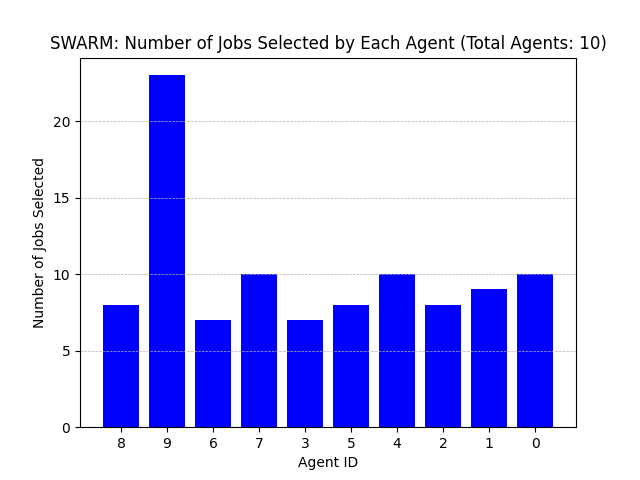 SWARM: Number of Jobs Selected by Each Agent (Total Agents: 10)
Number of Jobs Selected
20
15
10
5
0
8 9 6 7 3 5 4 2 1 0
Agent ID